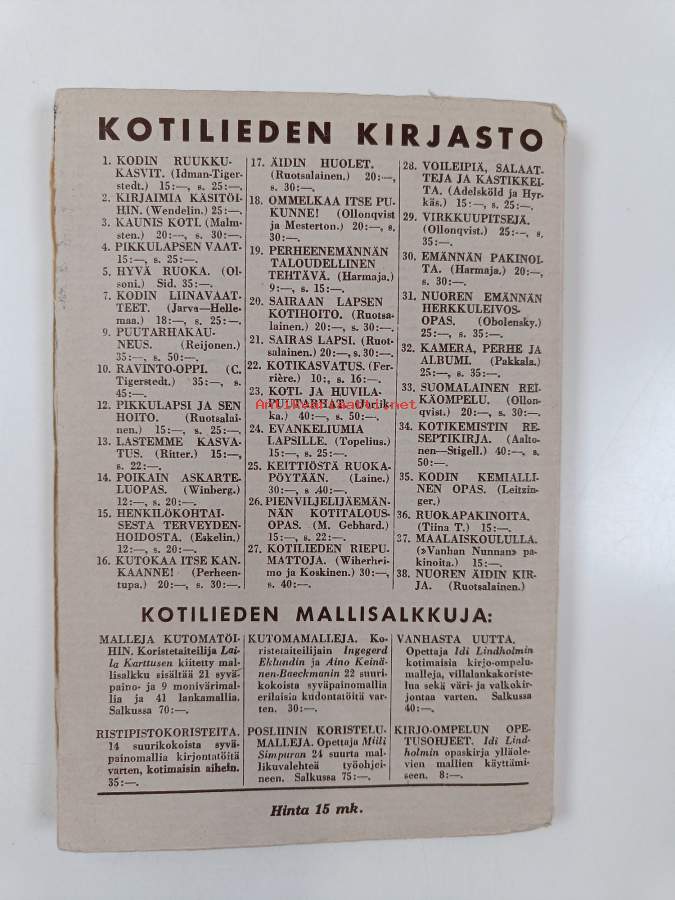 KOTILIEDEN KIRJASTO
1. KODIN RUUKKU-
KASVIT. (Idman-Tiger-
stedt.) 15:—, s. 25:—.
2. KIRJAIMIA KÄSITÖI-
HIN. (Wendelin.) 25:—.
3. KAUNIS KOTI. (Malm-
sten.) 20:—, s. 30:—.
4. PIKKULAPSEN VAAT-
15:—, s. 25:—.
5. HYVÄ RUOKA. (Ol-
soni.) Sid. 35:—.
7. KODIN LIINAVAAT-
TEET. (Jarva—Helle-
maa.) 18:—, s. 25:—.
9. PUUTARHAKAU-
NEUS. (Reijonen.)
35:—, s. 50:—.
10. RAVINTO-OPPI. (C.
Tigerstedt.) 35:—, s.
45:—.
12. PIKKULAPSI JA SEN
HOITO. (Ruotsalai-
nen.) 15:—, s. 25:—.
13. LASTEMME KASVA-
TUS. (Ritter.) 15:—,
s. 22:—.
14. POIKAIN ASKARTE-
LUOPAS. (Winberg.)
12:—, s. 20:—.
15. HENKILÖKOHTAI-
SESTA TERVEYDEN-
HOIDOSTA. (Eskelin.)
12:—, s. 20:—.
16. KUTOKAA ITSE KAN-
KAANNE! (Perheen-
tupa.) 20:—, s. 30:—.
17. ÄIDIN HUOLET.
(Ruotsalainen.) 20:—,
s. 30:—.
18. OMMELKAA ITSE PU-
KUNNE! (Ollonqvist
ja Mesterton.) 20:—, s.
30:—.
19. PERHEENEMÄNNÄN
TALOUDELLINEN
TEHTÄVÄ. (Harmaja.)
9:—, s. 15:—.
20. SAIRAAN LAPSEN
KOTIHOITO. (Ruotsa-
lainen.) 20:—, s. 30:—.
21. SAIRAS LAPSI. (Ruot-
salainen.) 20:—, s. 30:—.
22. KOTIKASVATUS. (Fer-
rière.) 10:, s. 16:—.
23. KOTI- JA HUVILA-
PUUTARHAT.
ka.) 40:—, s. 50:—.
Antikvariaatti.net
24. EVANKELIUMIA
LAPSILLE. (Topelius.)
15:—, s. 25:—.
25. KEITTIÖSTÄ RUOKA-
PÖYTÄÄN. (Laine.)
30:—, s .40:—.
26. PIENVILJELIJÄEMÄN-
NÄN KOTITALOUS-
OPAS. (M. Gebhard.)
15:—, s. 22:—.
27. KOTILIEDEN RIEPU-
MATTOJA. (Wiherhei-
mo ja Koskinen.) 30:—,
s. 40:—.
28. VOILEIPIÄ, SALAAT-
TEJA JA KASTIKKEI-
TA. (Adelsköld ja Hyr-
käs.) 15:—, s. 25:—.
29. VIRKKUUPITSEJÄ.
(Ollonqvist.) 25:—, s.
35:—.
30. EMÄNNÄN PAKINOI-
TA. (Harmaja.) 20:—,
s. 30:—.
31. NUOREN EMÄNNÄN
HERKKULEIVOS-
OPAS. (Obolensky.)
25:—, s. 35:—.
32. KAMERA, PERHE JA
ALBUMI. (Pakkala.)
25:—, s. 35:—.
33. SUOMALAINEN REI-
KÄOMPELU. (Ollon-
qvist.) 20:—, s. 30:—.
34. KOTIKEMISTIN RE-
SEPTIKIRJA. (Aalto-
nen—Stigell.) 40:—, s.
50:—.
35. KODIN KEMIALLI-
NEN OPAS. (Leitzin-
ger.)
36. RUOKAPAKINOITA.
(Tiina T.) 15:—.
37. MAALAISKOULULLA.
(»Vanhan Nunnan» pa-
kinoita.) 15:—.
38. NUOREN ÄIDIN KIR-
JA. (Ruotsalainen.)
KOTILIEDEN MALLISALKKUJA:
MALLEJA KUTOMATÖI-
HIN. Koristetaiteilija Lai-
la Karttusen kiitetty mal-
lisalkku sisältää 21 syvä-
paino- ja 9 monivärimal-
lia ja 41 lankamallia.
Salkussa 70:—.
RISTIPISTOKORISTEITA.
14 suurikokoista syvä-
painomallia kirjontatöitä
varten, kotimaisin aihein.
35:—.
KUTOMAMALLEJA. Ko-
ristetaiteilijain Ingegerd
Eklundin ja Aino Keinä-
nen-Baeckmanin 22 suuri-
kokoista syväpainomallia
erilaisia kudontatöitä var-
ten. 30:—.
POSLIININ KORISTELU-
MALLEJA. Opettaja Miili
Simpuran 24 suurta mal-
likuvalehteä työohjei-
neen. Salkussa 75:—.
VANHASTA UUTTA.
Opettaja Idi Lindholmin
kotimaisia kirjo-ompelu-
malleja, villalankakoriste-
lua sekä väri- ja valkokir-
jontaa varten. Salkussa
40:—.
KIRJO-OMPELUN OPE-
TUSOHJEET. Idi Lind-
holmin opaskirja ylläole-
vien mallien käyttämi-
seen. 8:—.
Hinta 15 mk.